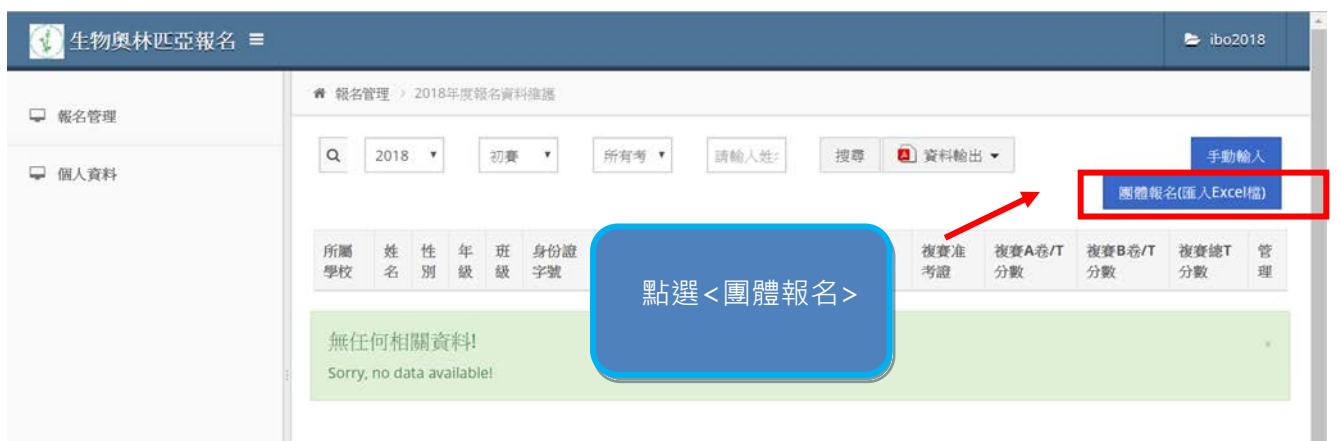 生物奧林匹亞報名
ibo2018
報名管理
個人資料
報名管理 > 2018年度報名資料維護
2018 初賽 所有考 請輸入姓 搜尋 資料輸出 手動輸入
團體報名(匯入Excel檔)
所屬學校 姓名 性別 年級 班級 身份證字號 複賽准考證 複賽A卷/T分數 複賽B卷/T分數 複賽總T分數 管理
點選<團體報名>
無任何相關資料!
Sorry, no data available!